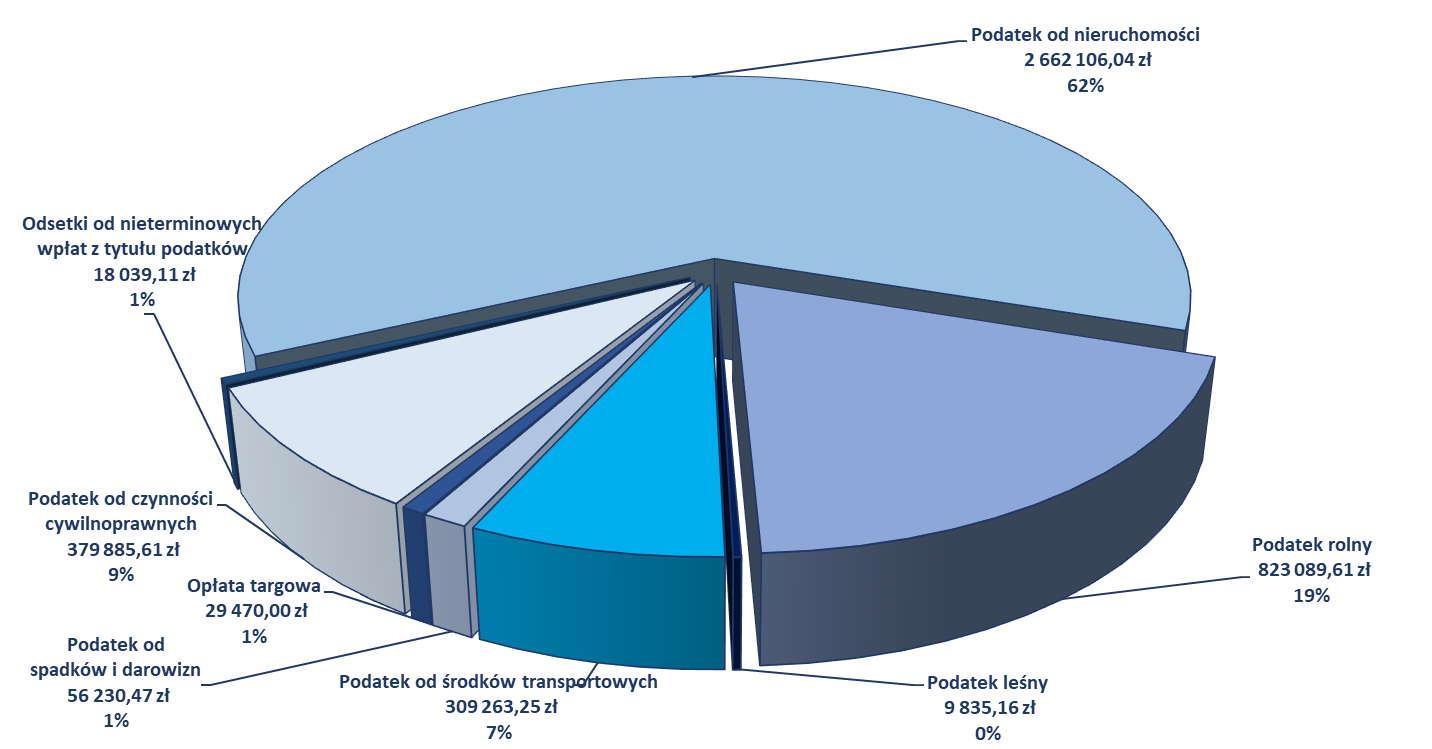 Podatek od nieruchomości
2 662 106,04 zł
62%
Odsetki od nieterminowych
wpłat z tytułu podatków
18 039,11 zł
1%
Podatek od czynności
cywilnoprawnych
379 885,61 zł
9%
Opłata targowa
29 470,00 zł
1%
Podatek od
spadków i darowizn
56 230,47 zł
1%
Podatek od środków transportowych
309 263,25 zł
7%
Podatek leśny
9 835,16 zł
0%
Podatek rolny
823 089,61 zł
19%